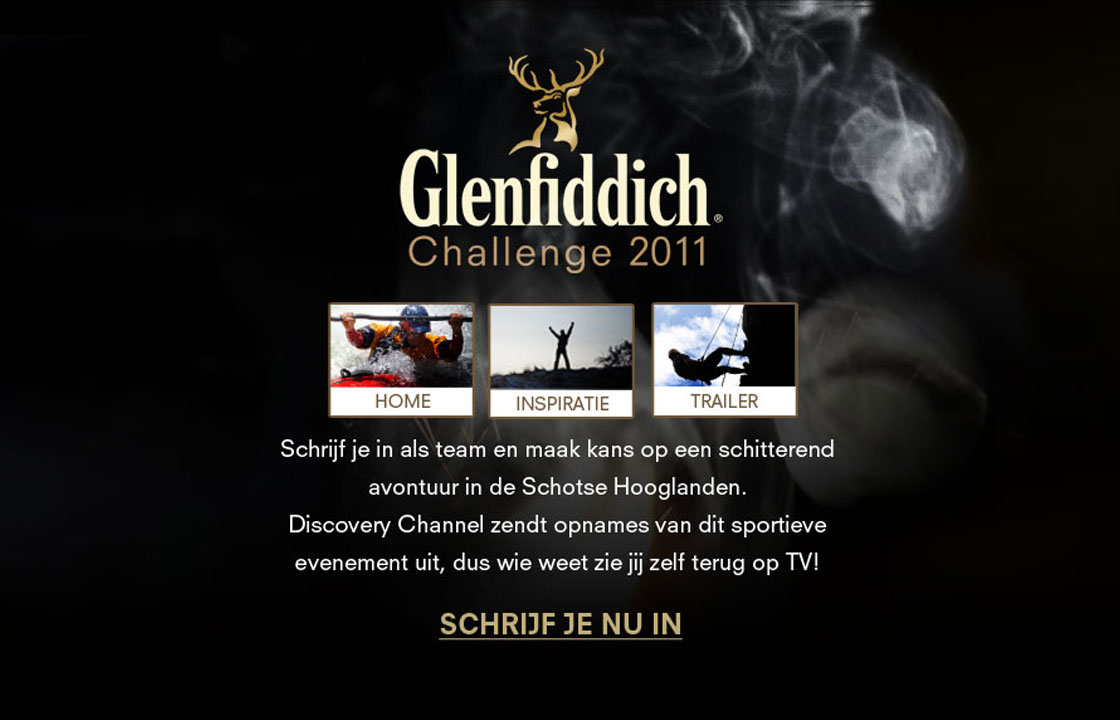 Glenfiddich®
Challenge 2011
HOME
INSPIRATIE
TRAILER
Schrijf je in als team en maak kans op een schitterend
avontuur in de Schotse Hooglanden.
Discovery Channel zendt opnames van dit sportieve
evenement uit, dus wie weet zie jij zelf terug op TV!
SCHRIJF JE NU IN